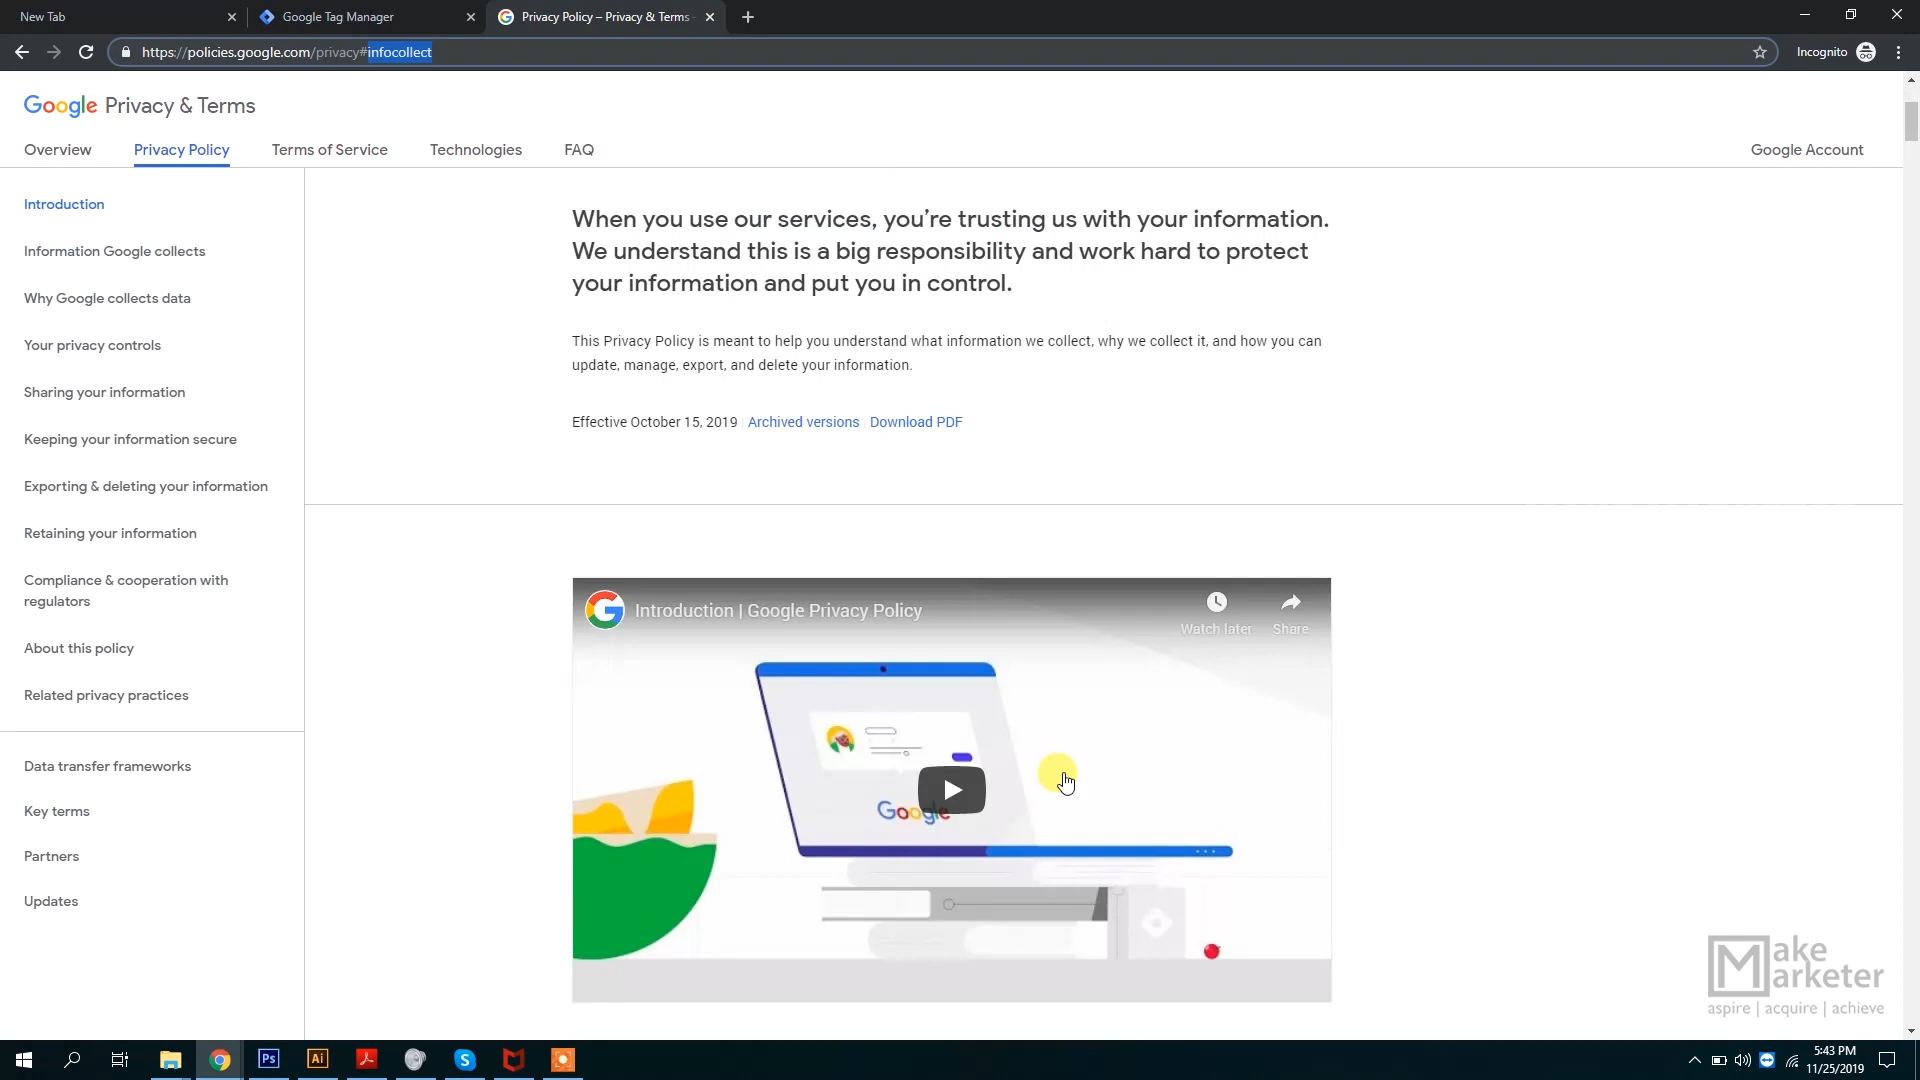 New Tab
Google Tag Manager
Privacy Policy – Privacy & Terms -
https://policies.google.com/privacy#infocollect
Incognito
Google Privacy & Terms
Overview
Privacy Policy
Terms of Service
Technologies
FAQ
Google Account
Introduction
Information Google collects
Why Google collects data
Your privacy controls
Sharing your information
Keeping your information secure
Exporting & deleting your information
Retaining your information
Compliance & cooperation with
regulators
About this policy
Related privacy practices
Data transfer frameworks
Key terms
Partners
Updates
When you use our services, you’re trusting us with your information.
We understand this is a big responsibility and work hard to protect
your information and put you in control.
This Privacy Policy is meant to help you understand what information we collect, why we collect it, and how you can
update, manage, export, and delete your information.
Effective October 15, 2019 | Archived versions | Download PDF
Introduction | Google Privacy Policy
Watch later
Share
Google
Make
Marketer
aspire | acquire | achieve
Ps
Ai
5:43 PM
11/25/2019